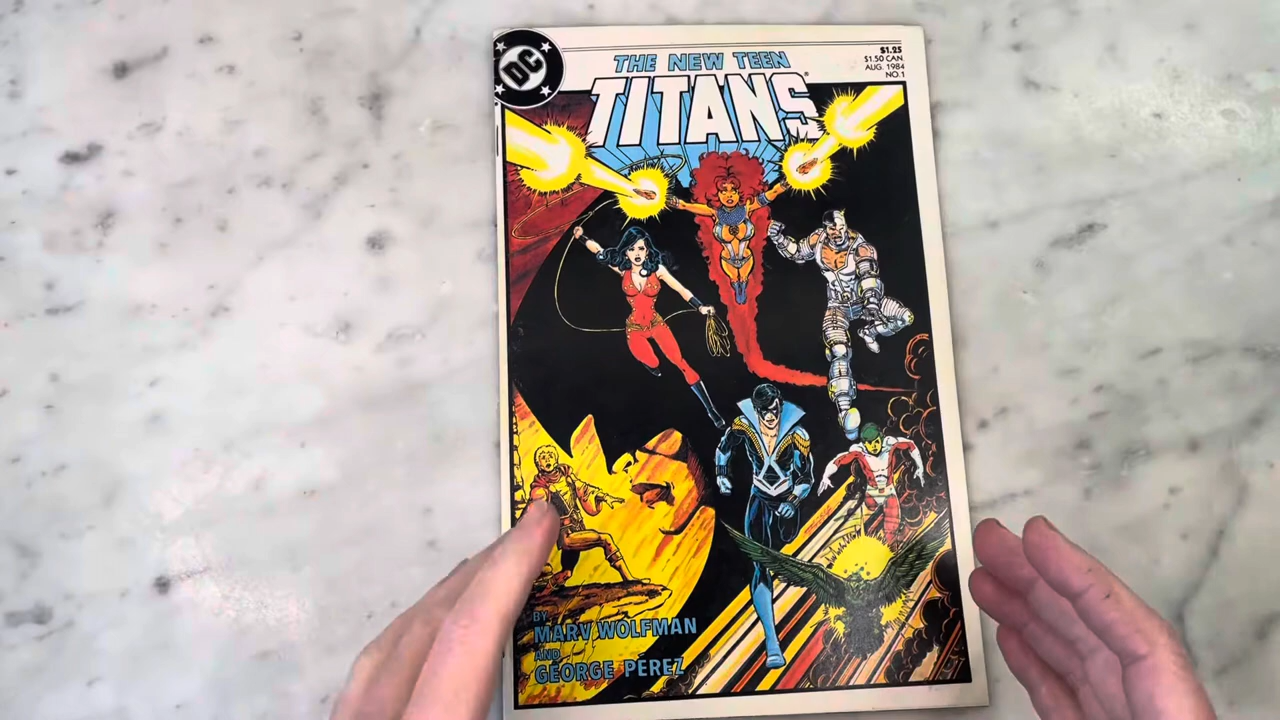 DC
THE NEW TEEN
TITANS
$1.25
$1.50 CAN.
AUG. 1984
NO. 1
BY
MARV WOLFMAN
AND
GEORGE PÉREZ